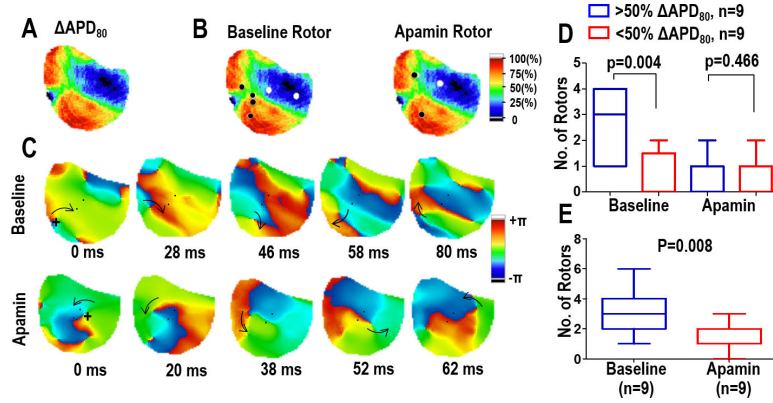 A
ΔAPD80
B
Baseline Rotor
Apamin Rotor
100(%)
75(%)
50(%)
25(%)
0
C
Baseline
+
0 ms
28 ms
46 ms
58 ms
80 ms
+π
-π
Apamin
+
0 ms
20 ms
38 ms
52 ms
62 ms
>50% ΔAPD80, n=9
<50% ΔAPD80, n=9
D
p=0.004
p=0.466
No. of Rotors
5
4
3
2
1
0
Baseline
Apamin
E
P=0.008
No. of Rotors
8
6
4
2
0
Baseline
Apamin
(n=9)
(n=9)